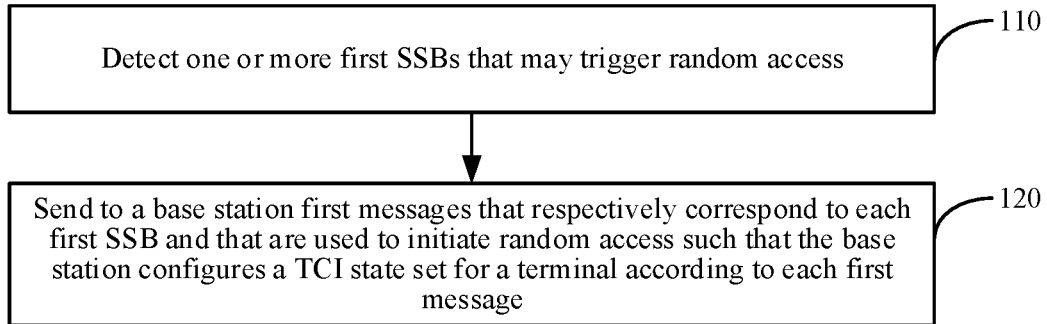 Detect one or more first SSBs that may trigger random access
110
Send to a base station first messages that respectively correspond to each
first SSB and that are used to initiate random access such that the base
station configures a TCI state set for a terminal according to each first
message
120